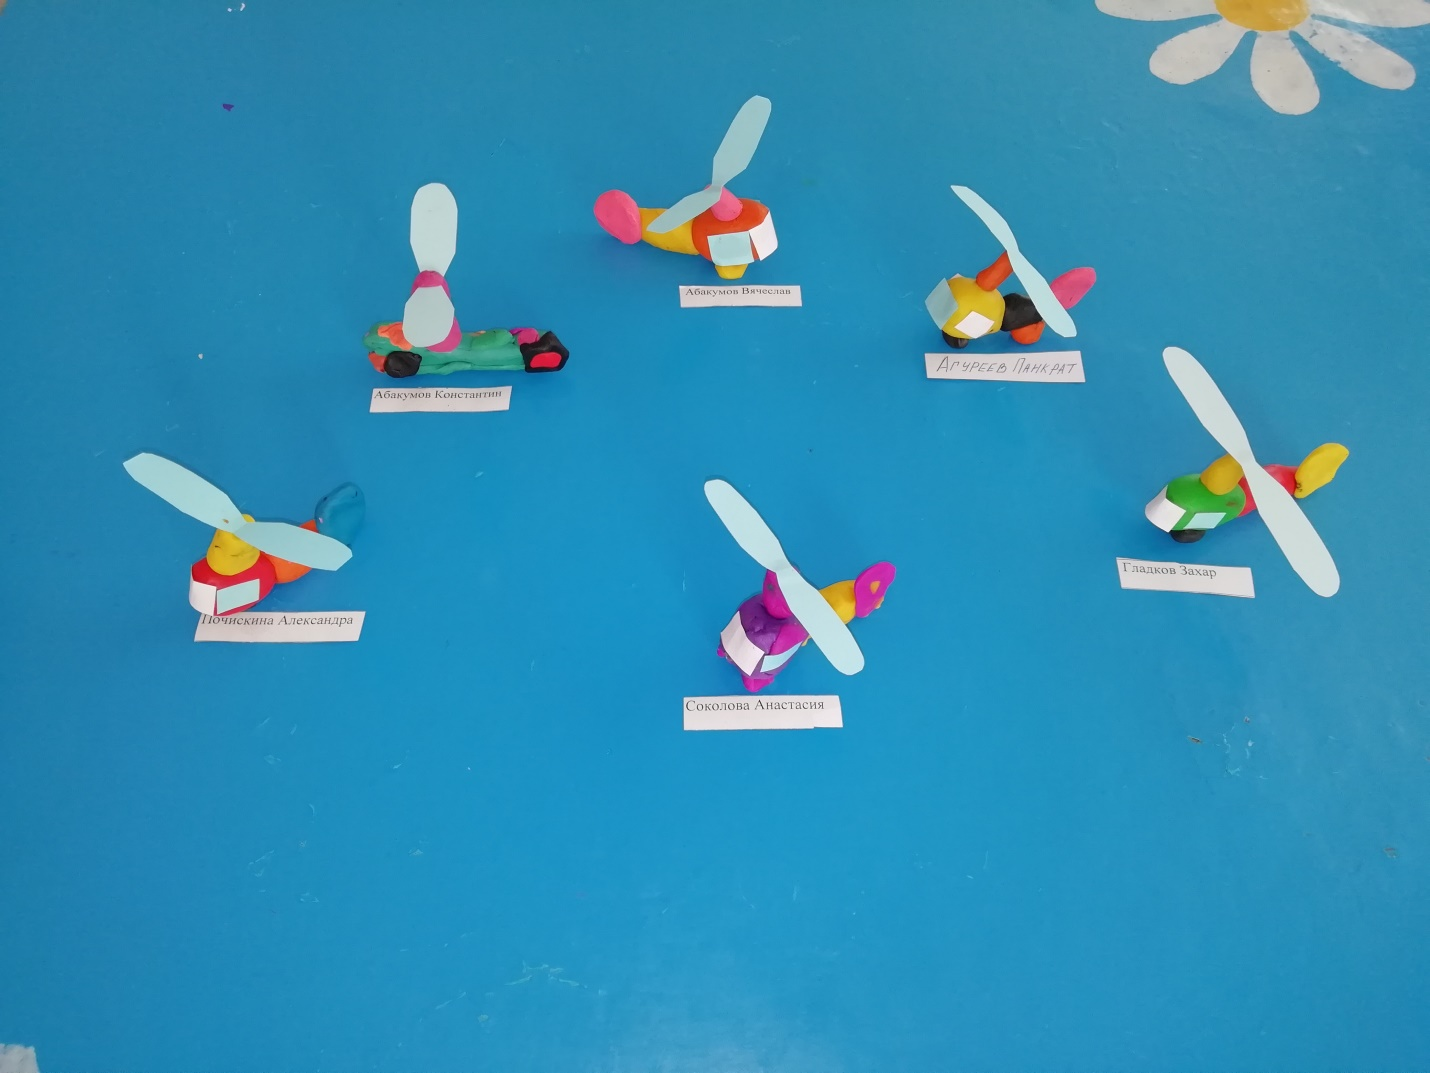 Абакумов Вячеслав
Агуреев Панкрат
Абакумов Константин
Гладков Захар
Почискина Александра
Соколова Анастасия